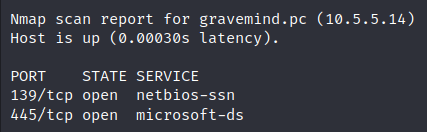 Nmap scan report for gravemind.pc (10.5.5.14)
Host is up (0.00030s latency).
PORT    STATE SERVICE
139/tcp open  netbios-ssn
445/tcp open  microsoft-ds